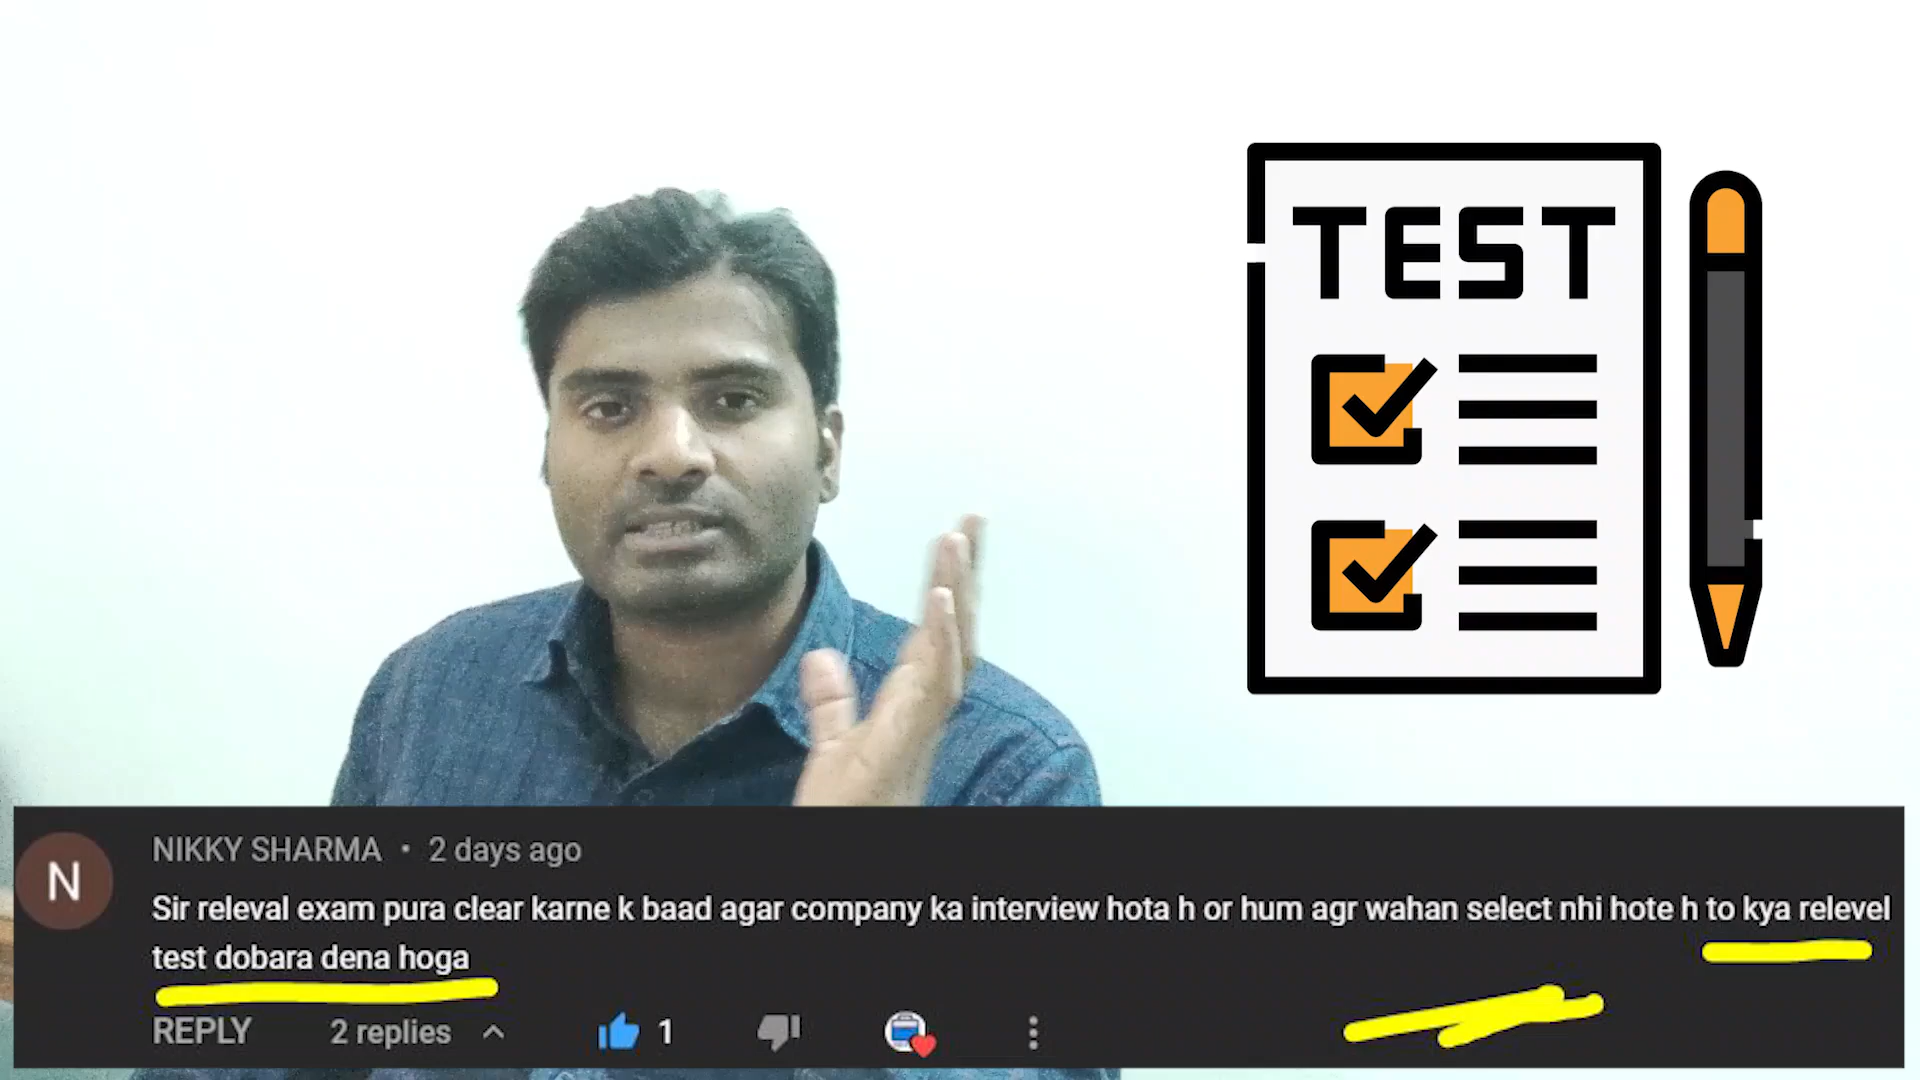 TEST
N
NIKKY SHARMA • 2 days ago
Sir releval exam pura clear karne k baad agar company ka interview hota h or hum agr wahan select nhi hote h to kya relevel
test dobara dena hoga
REPLY 2 replies 1